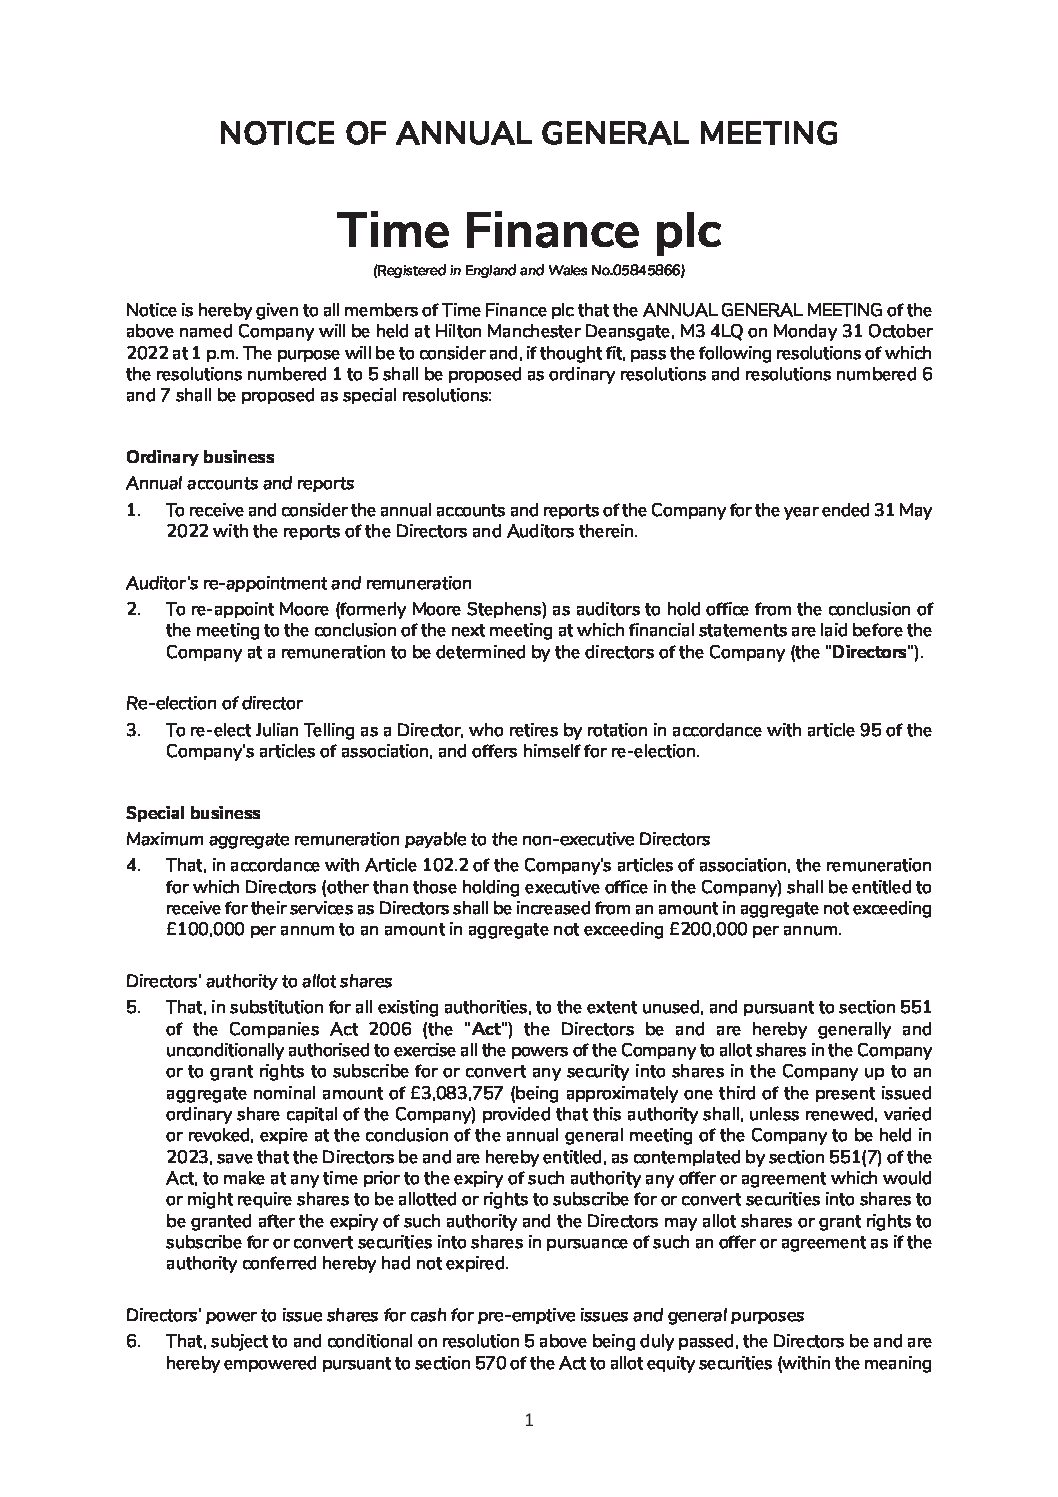 NOTICE OF ANNUAL GENERAL MEETING
Time Finance plc
(Registered in England and Wales No.05845866)
Notice is hereby given to all members of Time Finance plc that the ANNUAL GENERAL MEETING of the
above named Company will be held at Hilton Manchester Deansgate, M3 4LQ on Monday 31 October
2022 at 1 p.m. The purpose will be to consider and, if thought fit, pass the following resolutions of which
the resolutions numbered 1 to 5 shall be proposed as ordinary resolutions and resolutions numbered 6
and 7 shall be proposed as special resolutions:
Ordinary business
Annual accounts and reports
1. To receive and consider the annual accounts and reports of the Company for the year ended 31 May
2022 with the reports of the Directors and Auditors therein.
Auditor's re-appointment and remuneration
2. To re-appoint Moore (formerly Moore Stephens) as auditors to hold office from the conclusion of
the meeting to the conclusion of the next meeting at which financial statements are laid before the
Company at a remuneration to be determined by the directors of the Company (the "Directors").
Re-election of director
3. To re-elect Julian Telling as a Director, who retires by rotation in accordance with article 95 of the
Company's articles of association, and offers himself for re-election.
Special business
Maximum aggregate remuneration payable to the non-executive Directors
4. That, in accordance with Article 102.2 of the Company's articles of association, the remuneration
for which Directors (other than those holding executive office in the Company) shall be entitled to
receive for their services as Directors shall be increased from an amount in aggregate not exceeding
£100,000 per annum to an amount in aggregate not exceeding £200,000 per annum.
Directors' authority to allot shares
5. That, in substitution for all existing authorities, to the extent unused, and pursuant to section 551
of the Companies Act 2006 (the "Act") the Directors be and are hereby generally and
unconditionally authorised to exercise all the powers of the Company to allot shares in the Company
or to grant rights to subscribe for or convert any security into shares in the Company up to an
aggregate nominal amount of £3,083,757 (being approximately one third of the present issued
ordinary share capital of the Company) provided that this authority shall, unless renewed, varied
or revoked, expire at the conclusion of the annual general meeting of the Company to be held in
2023, save that the Directors be and are hereby entitled, as contemplated by section 551(7) of the
Act, to make at any time prior to the expiry of such authority any offer or agreement which would
or might require shares to be allotted or rights to subscribe for or convert securities into shares to
be granted after the expiry of such authority and the Directors may allot shares or grant rights to
subscribe for or convert securities into shares in pursuance of such an offer or agreement as if the
authority conferred hereby had not expired.
Directors' power to issue shares for cash for pre-emptive issues and general purposes
6. That, subject to and conditional on resolution 5 above being duly passed, the Directors be and are
hereby empowered pursuant to section 570 of the Act to allot equity securities (within the meaning
1